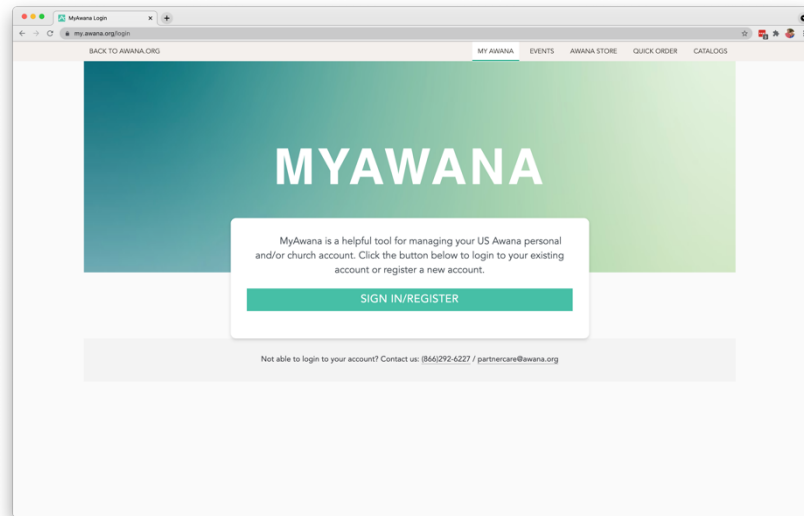 MyAwana Login
my.awana.org/login
BACK TO AWANA.ORG
MY AWANA
EVENTS
AWANA STORE
QUICK ORDER
CATALOGS
MYAWANA
MyAwana is a helpful tool for managing your US Awana personal
and/or church account. Click the button below to login to your existing
account or register a new account.
SIGN IN/REGISTER
Not able to login to your account? Contact us: (866)292-6227 / partnercare@awana.org